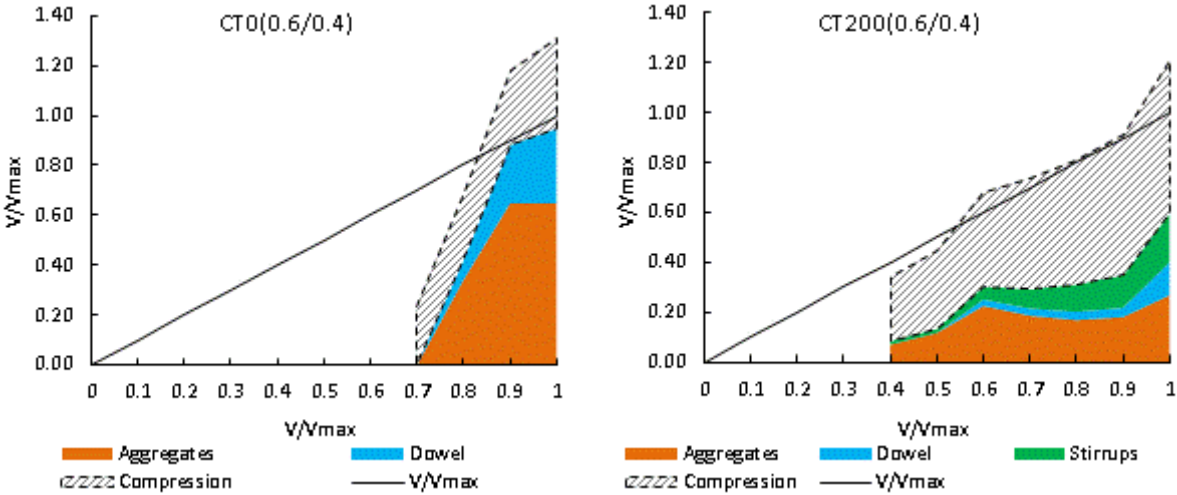 CT0(0.6/0.4)
1.40
1.20
1.00
0.80
0.60
0.40
0.20
0.00
V/Vmax
0 0.1 0.2 0.3 0.4 0.5 0.6 0.7 0.8 0.9 1
V/Vmax
Aggregates Dowel
Compression V/Vmax
CT200(0.6/0.4)
1.40
1.20
1.00
0.80
0.60
0.40
0.20
0.00
V/Vmax
0 0.1 0.2 0.3 0.4 0.5 0.6 0.7 0.8 0.9 1
V/Vmax
Aggregates Dowel Stirrups
Compression V/Vmax